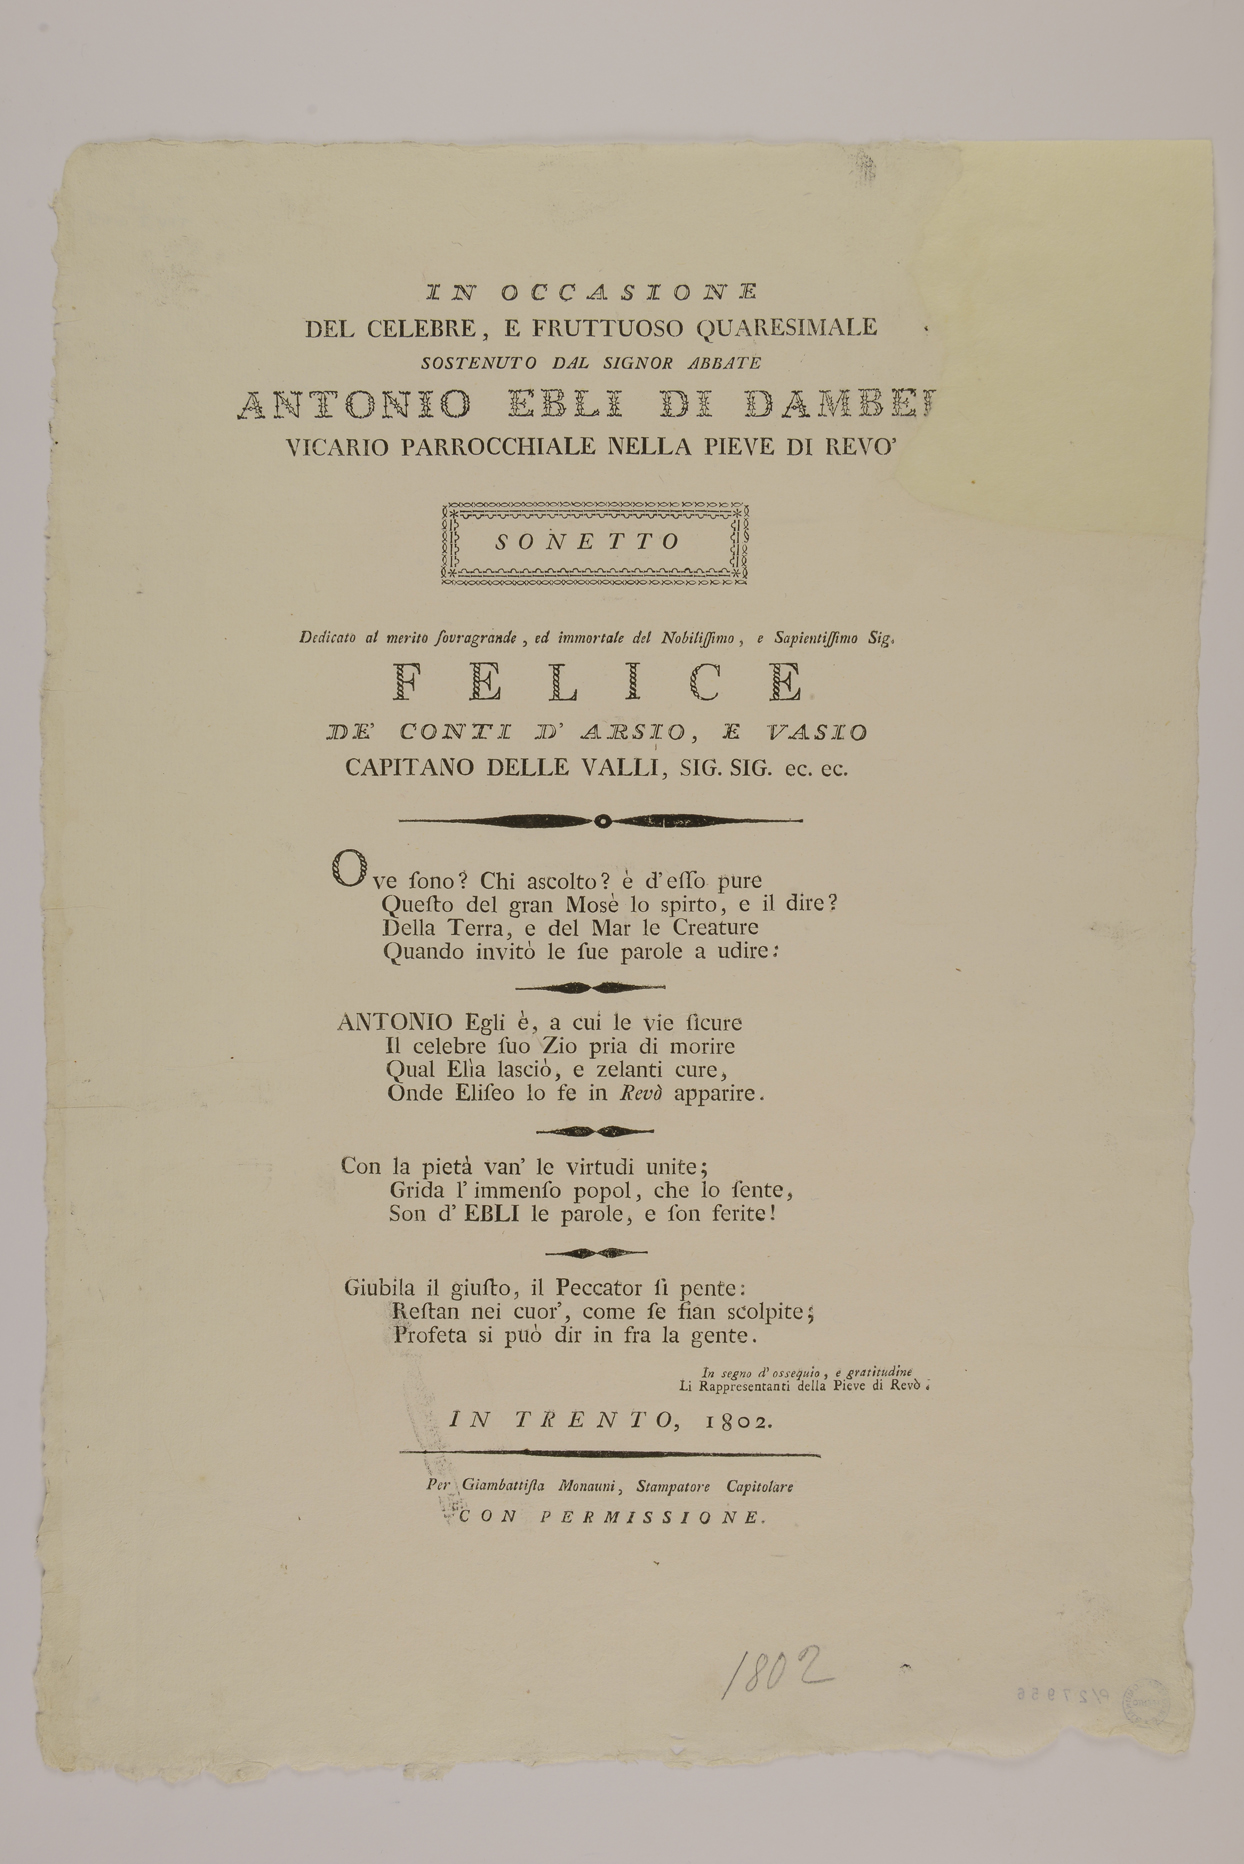 IN OCCASIONE
DEL CELEBRE, E FRUTTUOSO QUARESIMALE
SOSTENUTO DAL SIGNOR ABBATE
ANTONIO EBLI DI DAMBEL
VICARIO PARROCCHIALE NELLA PIEVE DI REVO'
SONETTO
Dedicato al merito ſovragrande, ed immortale del Nobiliſſimo, e Sapientiſſimo Sig.
FELICE
DE' CONTI D' ARSIO, E VASIO
CAPITANO DELLE VALLI, SIG. SIG. ec. ec.
Ove ſono? Chi ascolto? è d'eſſo pure
Queſto del gran Mosè lo spirto, e il dire?
Della Terra, e del Mar le Creature
Quando invitò le ſue parole a udire:
ANTONIO Egli è, a cui le vie ſicure
Il celebre ſuo Zio pria di morire
Qual Elìa lasciò, e zelanti cure,
Onde Eliſeo lo fe in Revò apparire.
Con la pietà van' le virtudi unite;
Grida l' immenſo popol, che lo ſente,
Son d' EBLI le parole, e ſon ferite!
Giubila il giuſto, il Peccator ſi pente:
Reſtan nei cuor', come ſe fian scolpite;
Profeta si può dir in fra la gente.
In segno d' ossequio, e gratitudine
Li Rappresentanti della Pieve di Revò.
IN TRENTO, 1802.
Per Giambattiſta Monauni, Stampatore Capitolare
CON PERMISSIONE.
1802